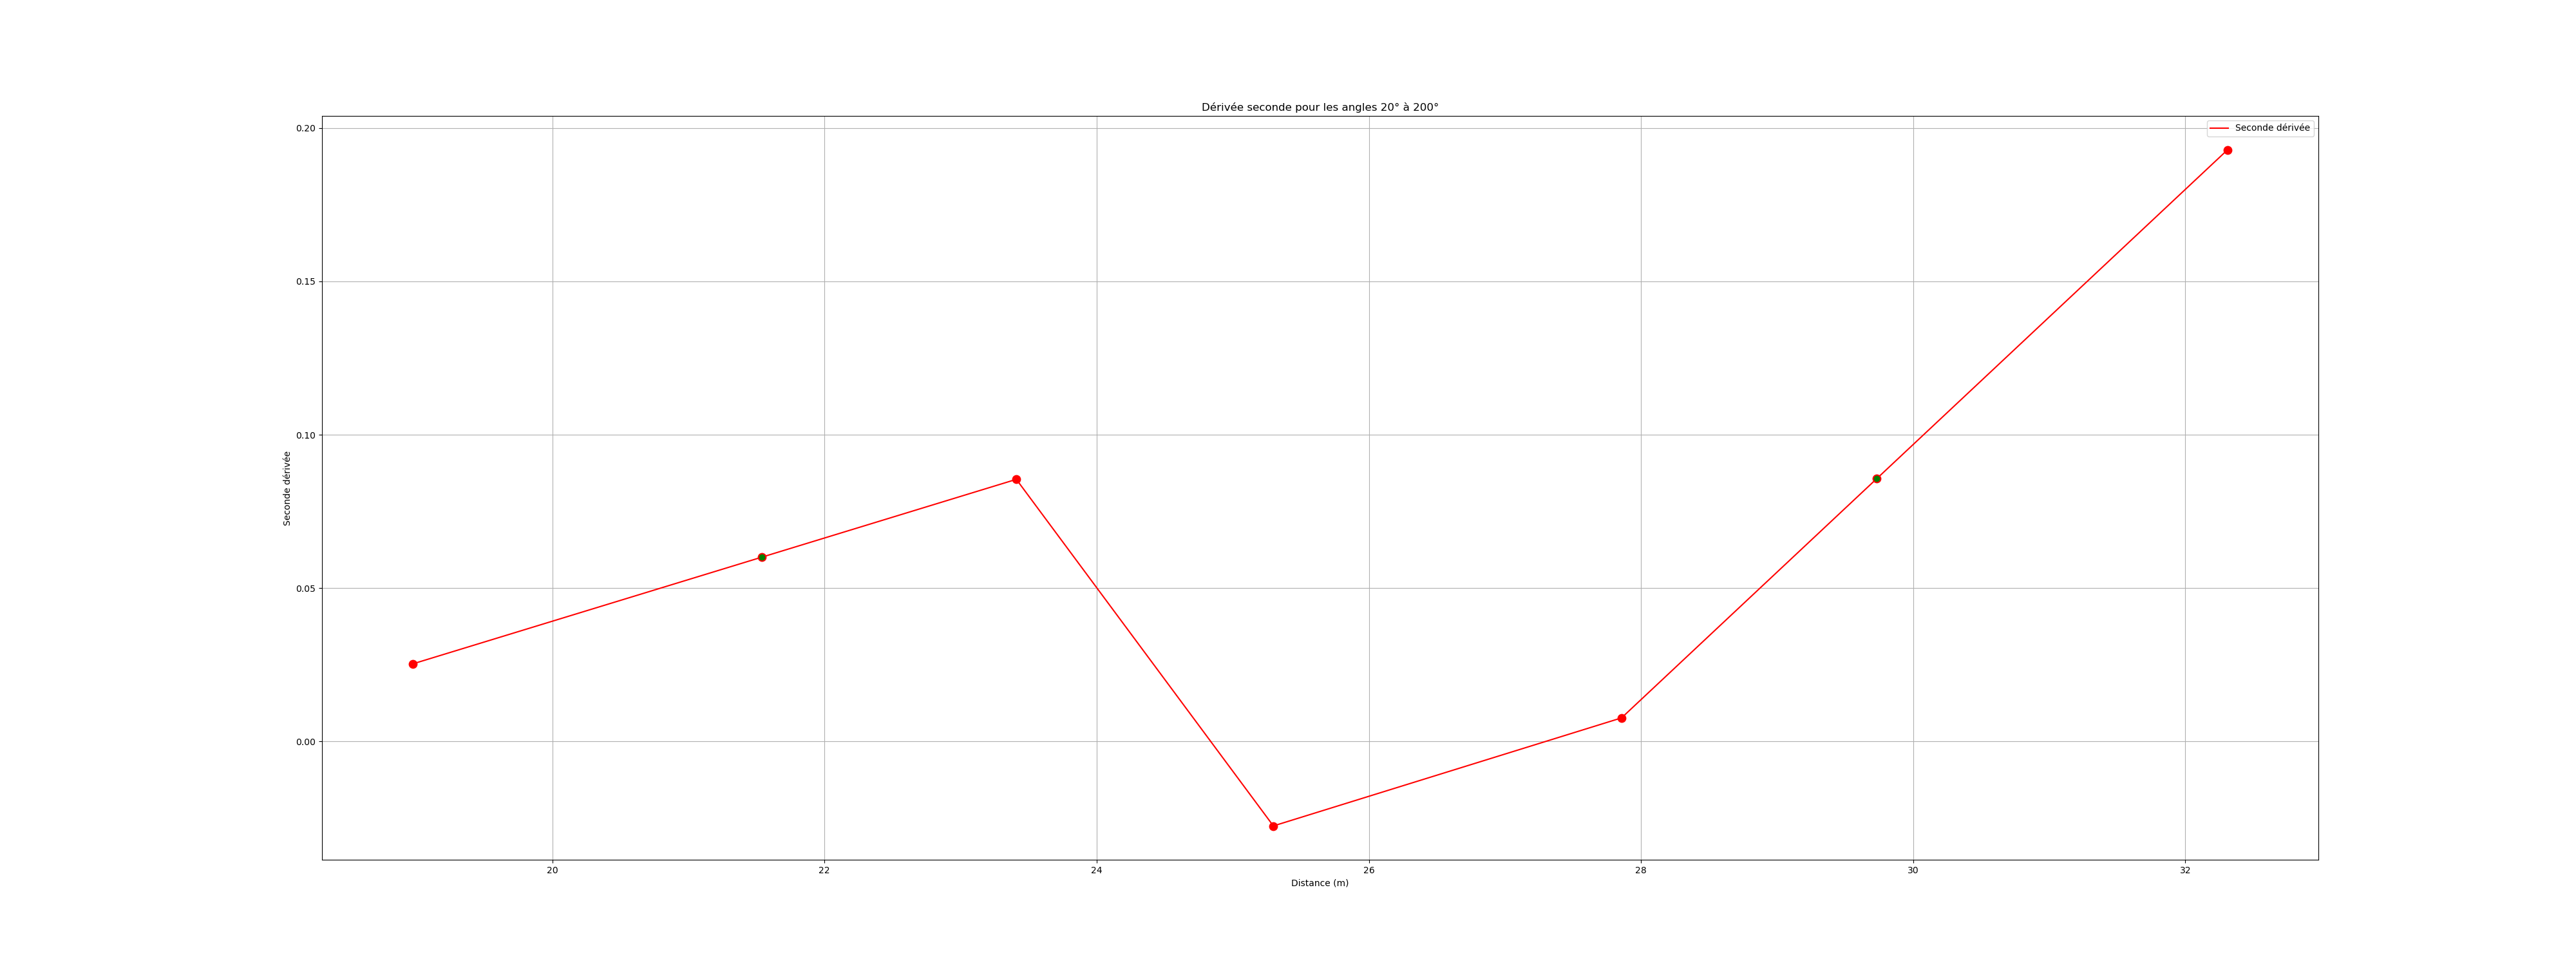 Dérivée seconde pour les angles 20° à 200°
Seconde dérivée
0.20
0.15
0.10
0.05
0.00
Seconde dérivée
20 22 24 26 28 30 32
Distance (m)